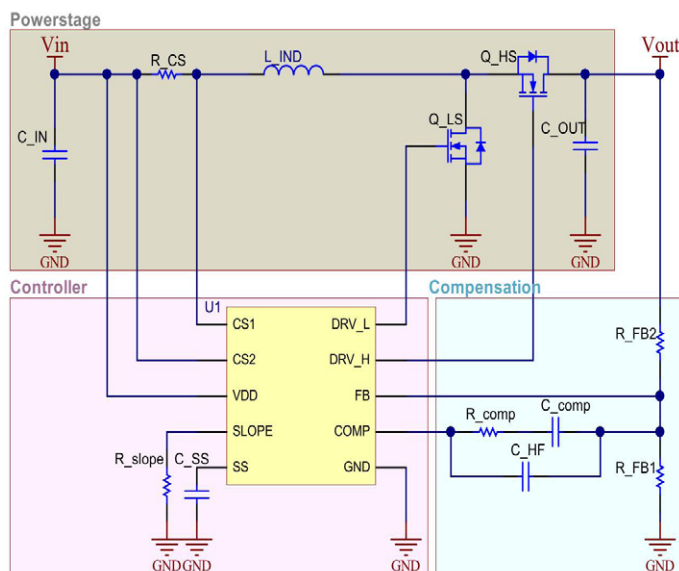 Powerstage
Vin
R_CS
L_IND
Q_HS
Vout
C_IN
Q_LS
C_OUT
GND
GND
GND
Controller
Compensation
U1
CS1
DRV_L
CS2
DRV_H
R_FB2
VDD
FB
SLOPE
COMP
R_comp
C_comp
R_slope
C_SS
SS
GND
C_HF
R_FB1
GND
GND
GND
GND